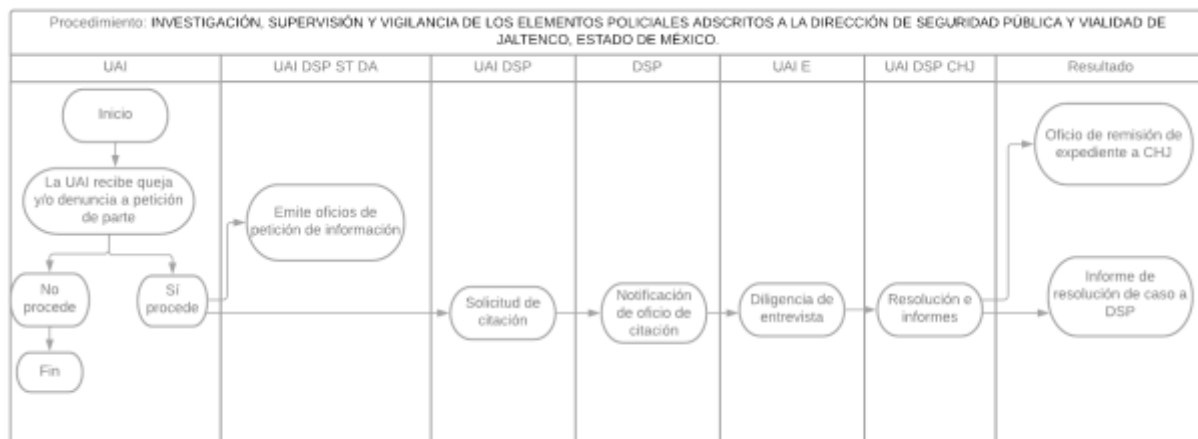 Procedimiento: INVESTIGACIÓN, SUPERVISIÓN Y VIGILANCIA DE LOS ELEMENTOS POLICIALES ADSCRITOS A LA DIRECCIÓN DE SEGURIDAD PÚBLICA Y VIALIDAD DE
JALTENCO, ESTADO DE MÉXICO.
UAI
UAI DSP ST DA
UAI DSP
DSP
UAI E
UAI DSP CHJ
Resultado
Inicio
La UAI recibe queja
y/o denuncia a petición
de parte
No
procede
Sí
procede
Fin
Emite oficios de
petición de información
Solicitud de
citación
Notificación
de oficio de
citación
Diligencia de
entrevista
Resolución e
informes
Oficio de remisión de
expediente a CHJ
Informe de
resolución de caso a
DSP